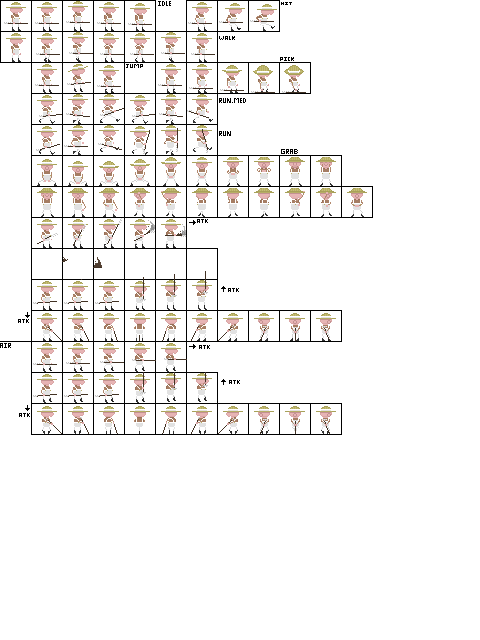 IDLE
HIT
WALK
JUMP
PICK
RUN.MED
RUN
GRAB
→ATK
↑ ATK
↓
ATK
AIR
→ ATK
↑ ATK
↓
ATK